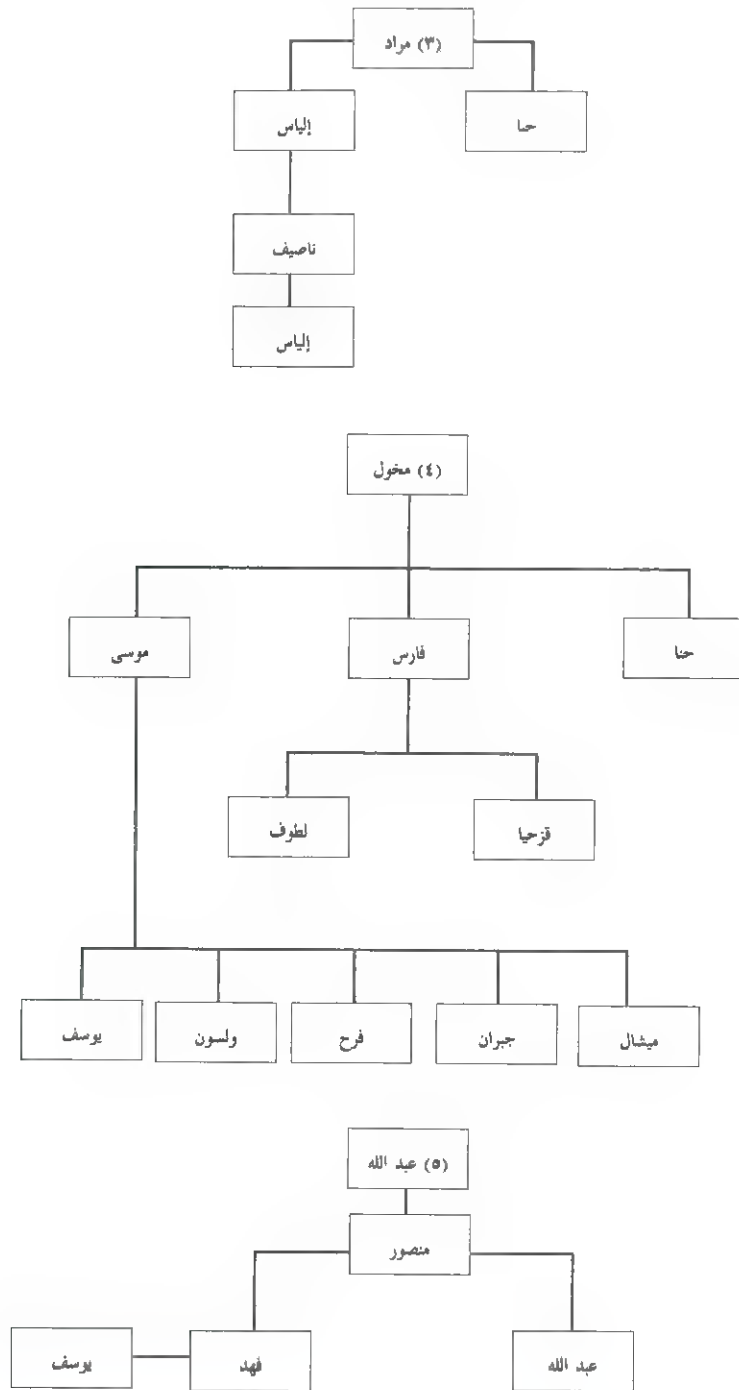 (٣) مراد
حنا
إلياس
ناصيف
إلياس
(٤) مخول
حنا
فارس
موسى
قزحيا
لطوف
ميشال
جبران
فرح
ولسون
يوسف
(٥) عبد الله
منصور
عبد الله
فهد
يوسف